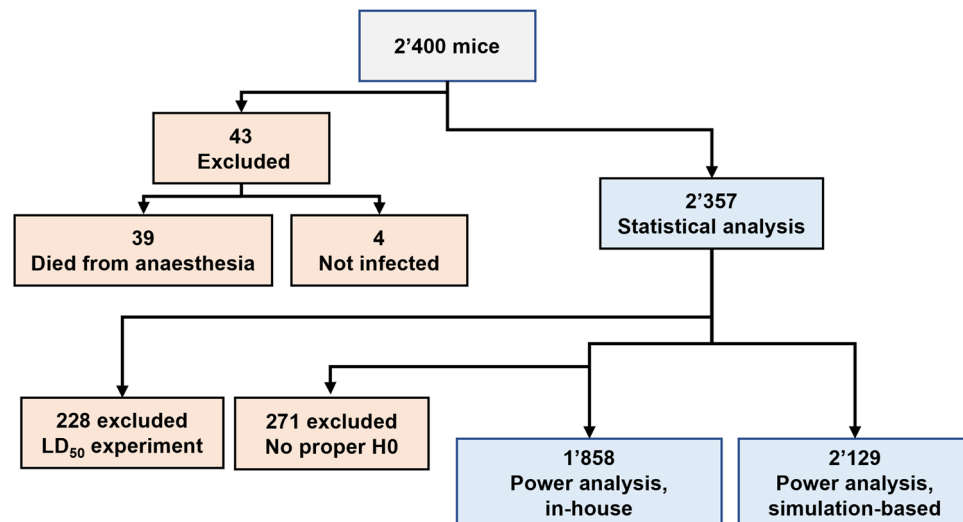 2’400 mice
43
Excluded
39
Died from anaesthesia
4
Not infected
2’357
Statistical analysis
228 excluded
LD₅₀ experiment
271 excluded
No proper H0
1’858
Power analysis,
in-house
2’129
Power analysis,
simulation-based